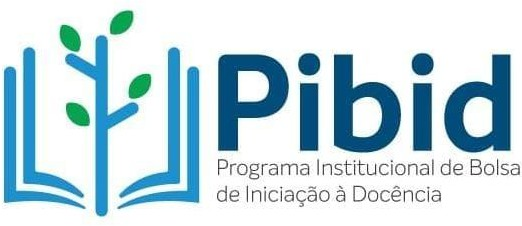 Pibid
Programa Institucional de Bolsa
de Iniciação à Docência